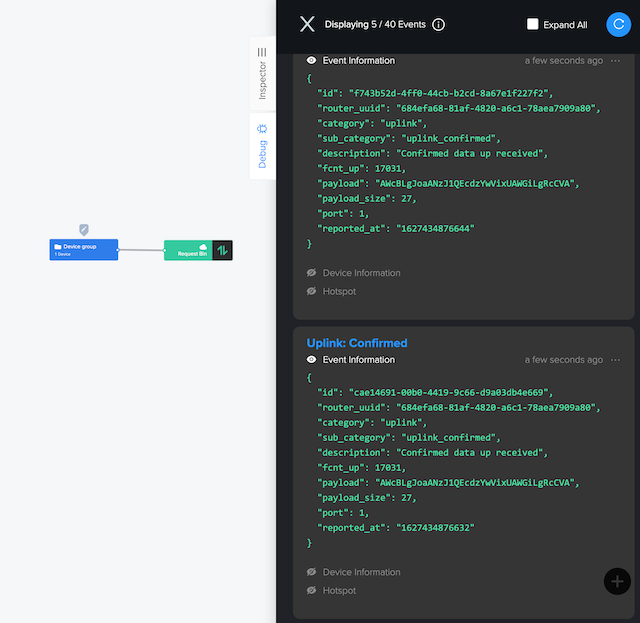 Displaying 5 / 40 Events
Expand All
Inspector
Debug
Device group
1 Device
Request Bin
Event Information
a few seconds ago
{
"id": "f743b52d-4ff0-44cb-b2cd-8a67e1f227f2",
"router_uuid": "684efa68-81af-4820-a6c1-78aea7909a80",
"category": "uplink",
"sub_category": "uplink_confirmed",
"description": "Confirmed data up received",
"fcnt_up": 17031,
"payload": "AWcBLgJoaANzJ1QEcdzYwVixUAWGiLgRcCVA",
"payload_size": 27,
"port": 1,
"reported_at": "1627434876644"
}
Device Information
Hotspot
Uplink: Confirmed
Event Information
a few seconds ago
{
"id": "cae14691-00b0-4419-9c66-d9a03db4e669",
"router_uuid": "684efa68-81af-4820-a6c1-78aea7909a80",
"category": "uplink",
"sub_category": "uplink_confirmed",
"description": "Confirmed data up received",
"fcnt_up": 17031,
"payload": "AWcBLgJoaANzJ1QEcdzYwVixUAWGiLgRcCVA",
"payload_size": 27,
"port": 1,
"reported_at": "1627434876632"
}
Device Information
Hotspot